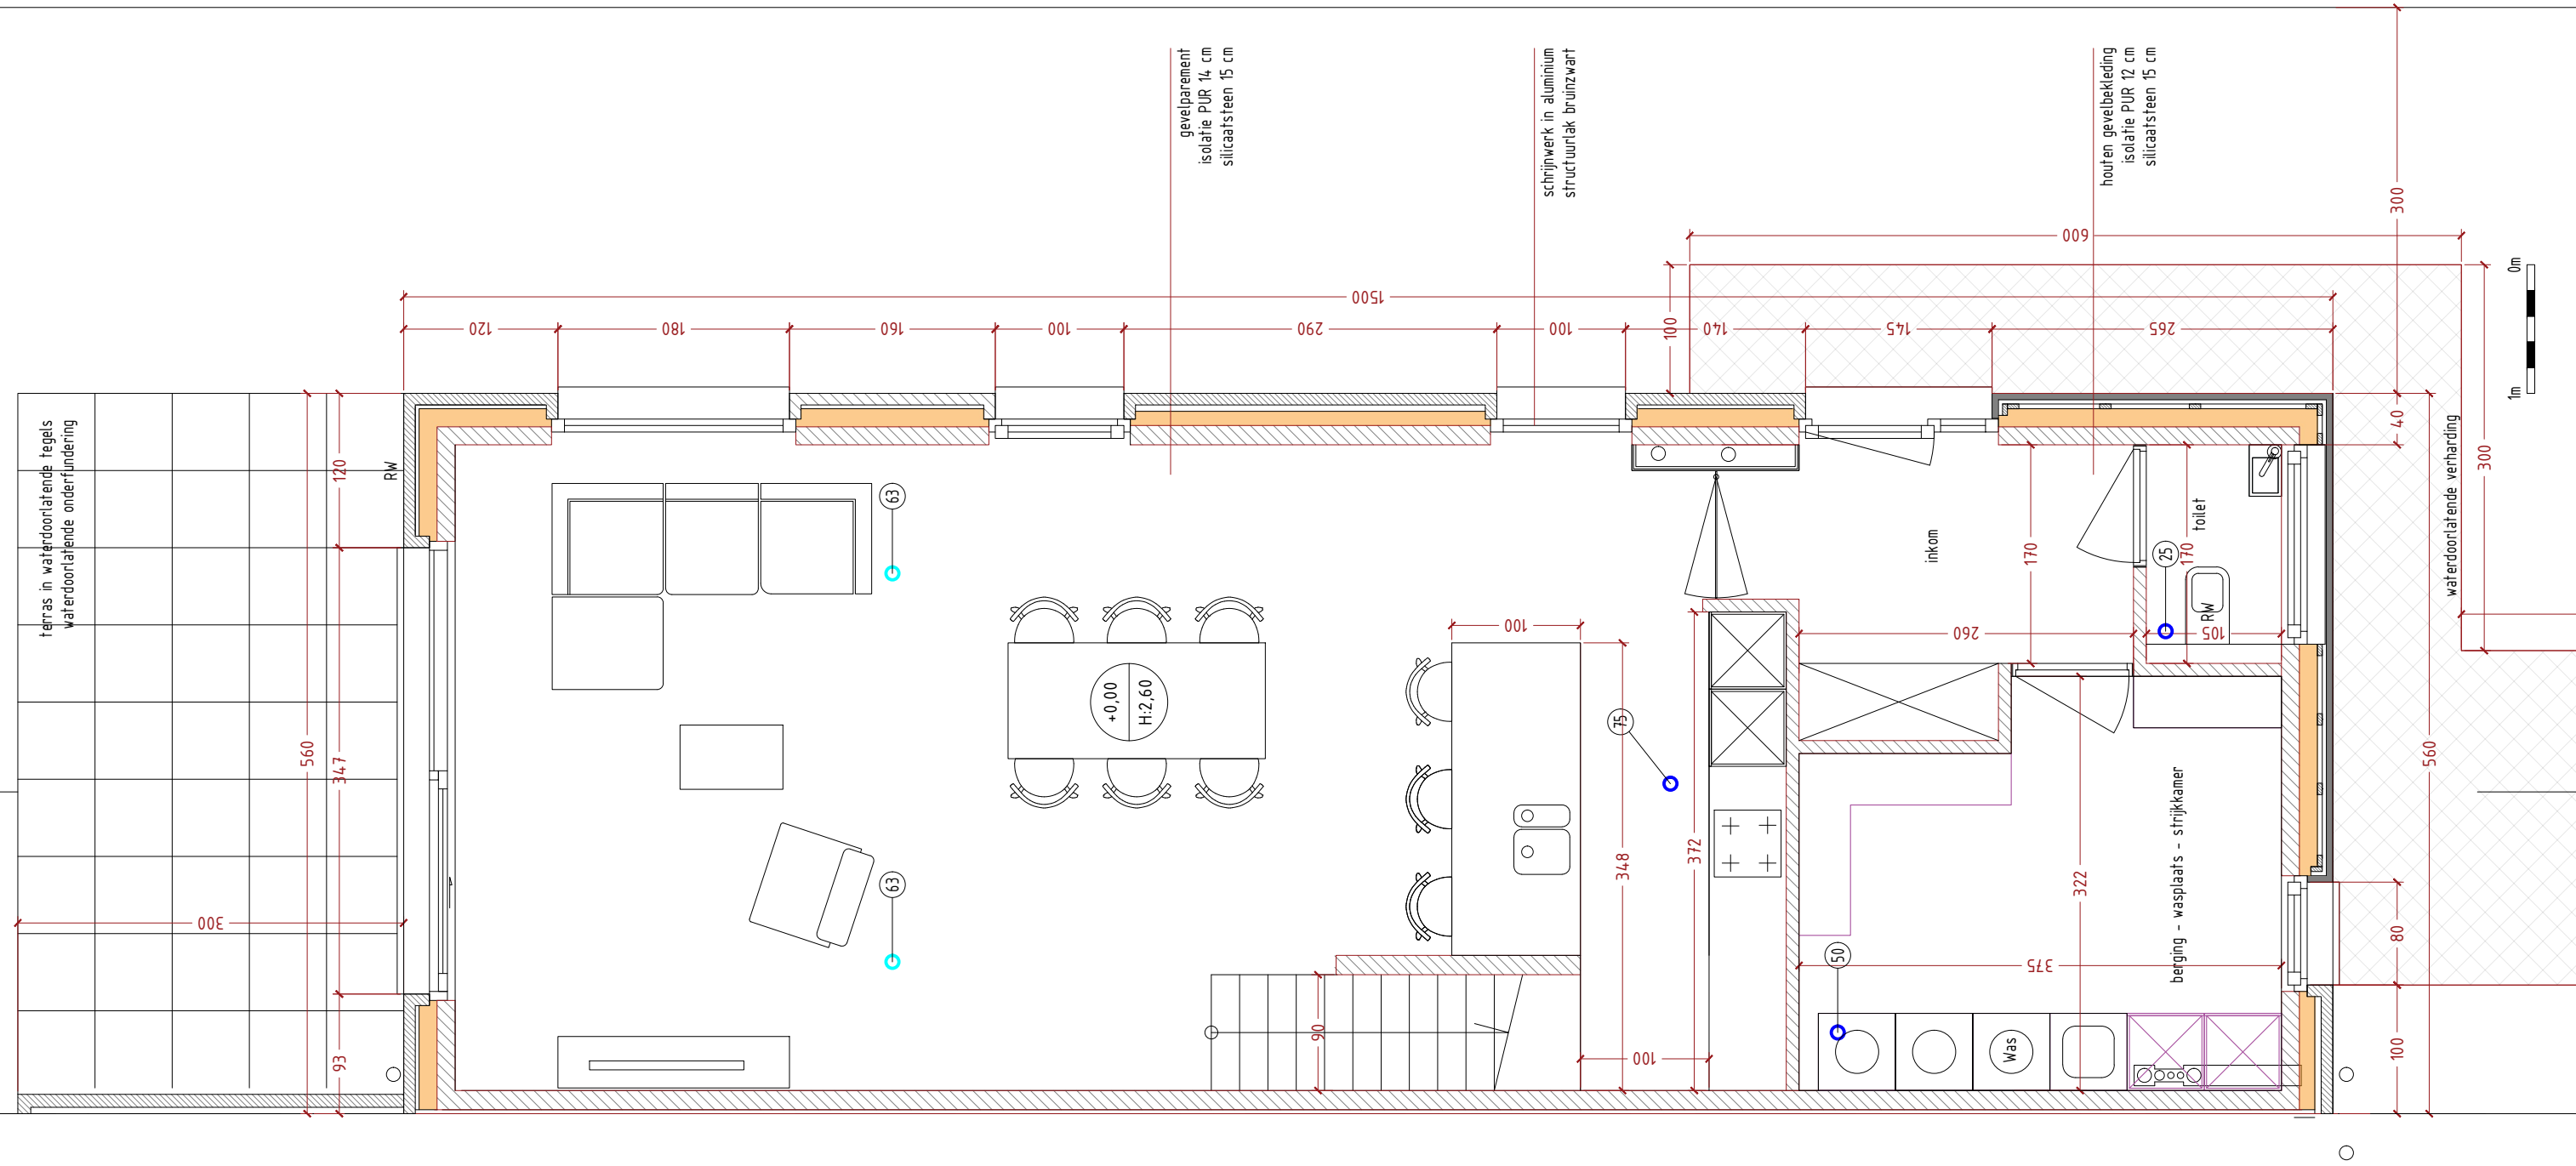 terras in waterdoorlatende tegels
waterdoorlatende onderfundering
RW
gevelparement
isolatie PUR 14 cm
silicaatsteen 15 cm
schrijnwerk in aluminium
structuurlak bruinzwart
houten gevelbekleding
isolatie PUR 12 cm
silicaatsteen 15 cm
300
600
0m
1m
1500
120
180
160
100
290
100
140
145
265
100
40
300
waterdoorlatende verharding
560
120
347
93
300
63
63
+0,00
H:2,60
100
75
348
372
90
100
inkom
170
260
toilet
25
170
RW
105
322
berging - wasplaats - strijkkamer
375
50
Was
560
80
100